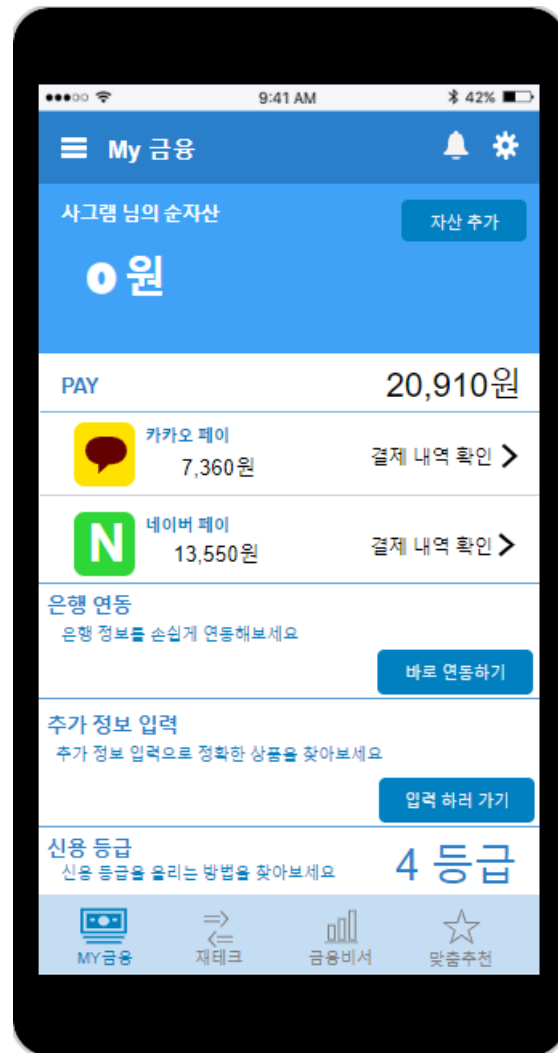 9:41 AM
42%
My 금융
사그램 님의 순자산
자산 추가
0 원
PAY
20,910원
카카오 페이
7,360원
결제 내역 확인
N
네이버 페이
13,550원
결제 내역 확인
은행 연동
은행 정보를 손쉽게 연동해보세요
바로 연동하기
추가 정보 입력
추가 정보 입력으로 정확한 상품을 찾아보세요
입력 하러 가기
신용 등급
신용 등급을 올리는 방법을 찾아보세요
4 등급
MY금융
재테크
금융비서
맞춤추천